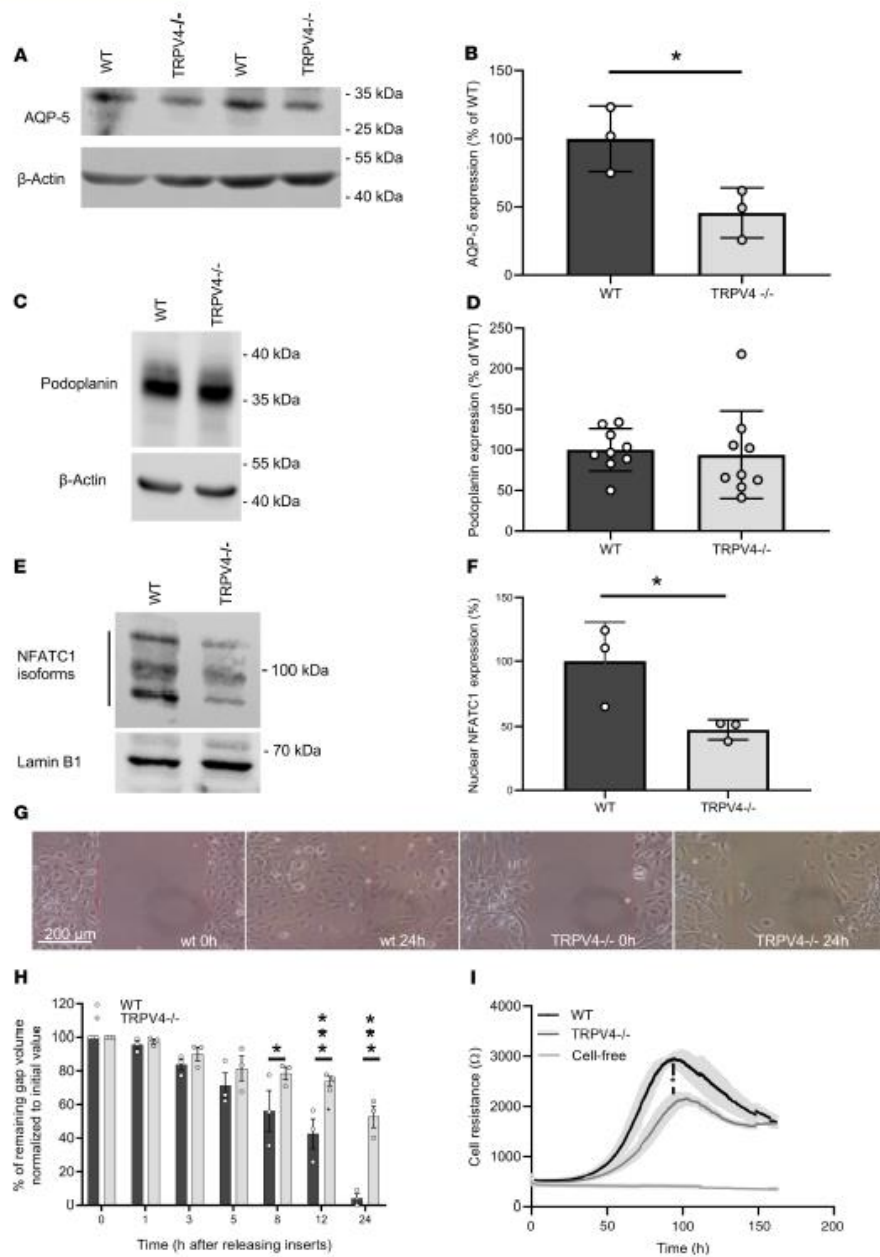 A
WT
TRPV4-/-
WT
TRPV4-/-
AQP-5
- 35 kDa
- 25 kDa
β-Actin
- 55 kDa
- 40 kDa
B
*
AQP-5 expression (% of WT)
150
100
50
0
WT
TRPV4 -/-
C
WT
TRPV4-/-
Podoplanin
- 40 kDa
- 35 kDa
β-Actin
- 55 kDa
- 40 kDa
D
Podoplanin expression (% of WT)
250
200
150
100
50
0
WT
TRPV4-/-
E
WT
TRPV4-/-
NFATC1
isoforms
- 100 kDa
- 70 kDa
Lamin B1
F
*
Nuclear NFATC1 expression (%)
150
100
50
0
WT
TRPV4-/-
G
200 µm
wt 0h
wt 24h
TRPV4-/- 0h
TRPV4-/- 24h
H
WT
TRPV4-/-
% of remaining gap volume
normalized to initial value
120
100
80
60
40
20
0
*
***
***
0 1 3 5 8 12 24
Time (h after releasing inserts)
I
WT
TRPV4-/-
Cell-free
Cell resistance (Ω)
4000
3000
2000
1000
0
0 50 100 150 200
Time (h)